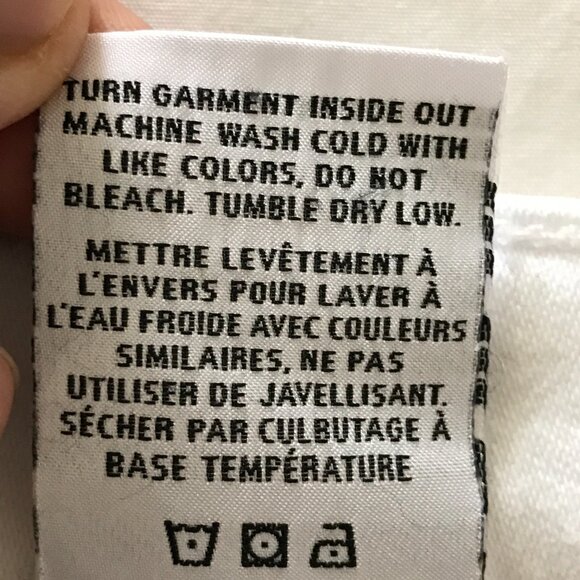 TURN GARMENT INSIDE OUT
MACHINE WASH COLD WITH
LIKE COLORS, DO NOT
BLEACH. TUMBLE DRY LOW.
METTRE LEVÊTEMENT À
L'ENVERS POUR LAVER À
L'EAU FROIDE AVEC COULEURS
SIMILAIRES, NE PAS
UTILISER DE JAVELLISANT.
SÉCHER PAR CULBUTAGE À
BASE TEMPÉRATURE